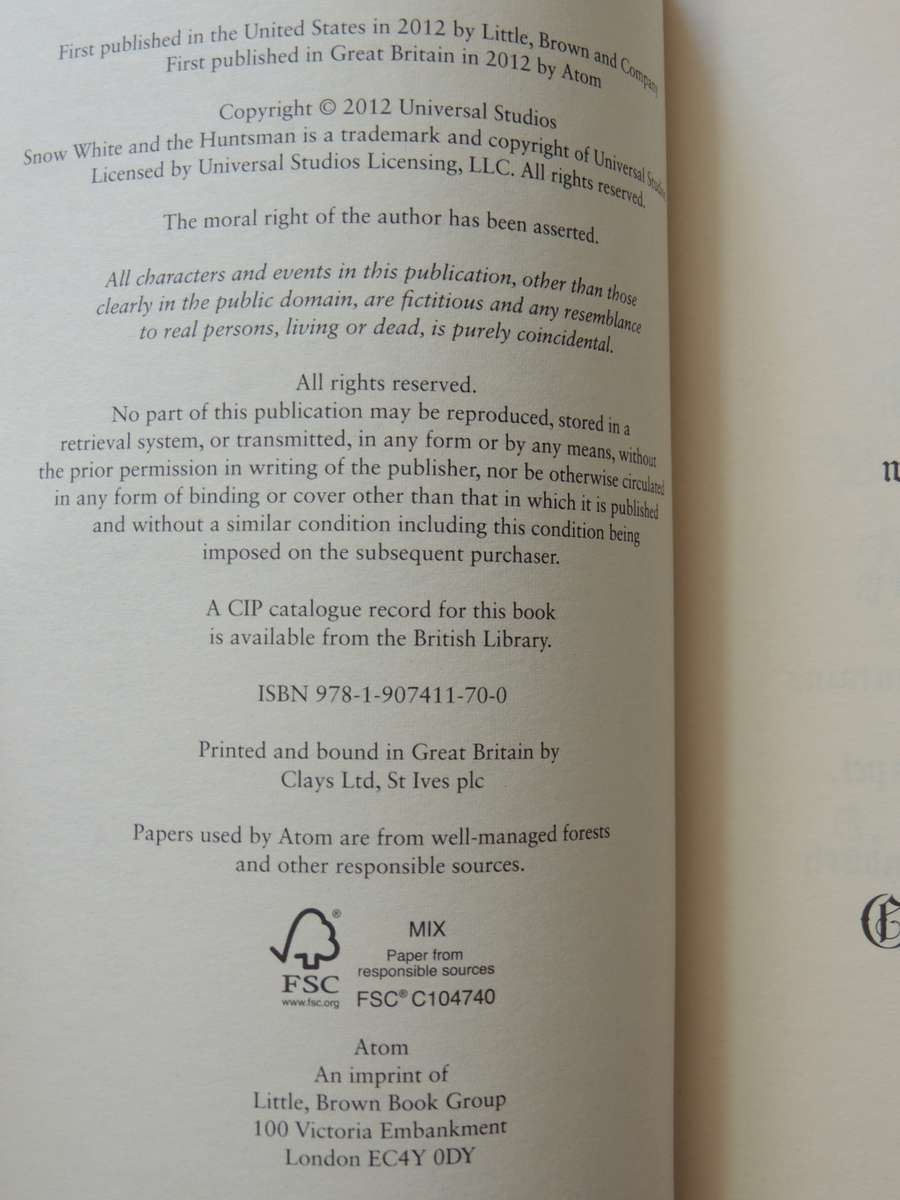 First published in the United States in 2012 by Little, Brown and Company
First published in Great Britain in 2012 by Atom
Copyright © 2012 Universal Studios
Snow White and the Huntsman is a trademark and copyright of Universal Studios
Licensed by Universal Studios Licensing, LLC. All rights reserved.
The moral right of the author has been asserted.
All characters and events in this publication, other than those
clearly in the public domain, are fictitious and any resemblance
to real persons, living or dead, is purely coincidental.
All rights reserved.
No part of this publication may be reproduced, stored in a
retrieval system, or transmitted, in any form or by any means, without
the prior permission in writing of the publisher, nor be otherwise circulated
in any form of binding or cover other than that in which it is published
and without a similar condition including this condition being
imposed on the subsequent purchaser.
A CIP catalogue record for this book
is available from the British Library.
ISBN 978-1-907411-70-0
Printed and bound in Great Britain by
Clays Ltd, St Ives plc
Papers used by Atom are from well-managed forests
and other responsible sources.
®
FSC
www.fsc.org
MIX
Paper from
responsible sources
FSC® C104740
Atom
An imprint of
Little, Brown Book Group
100 Victoria Embankment
London EC4Y 0DY